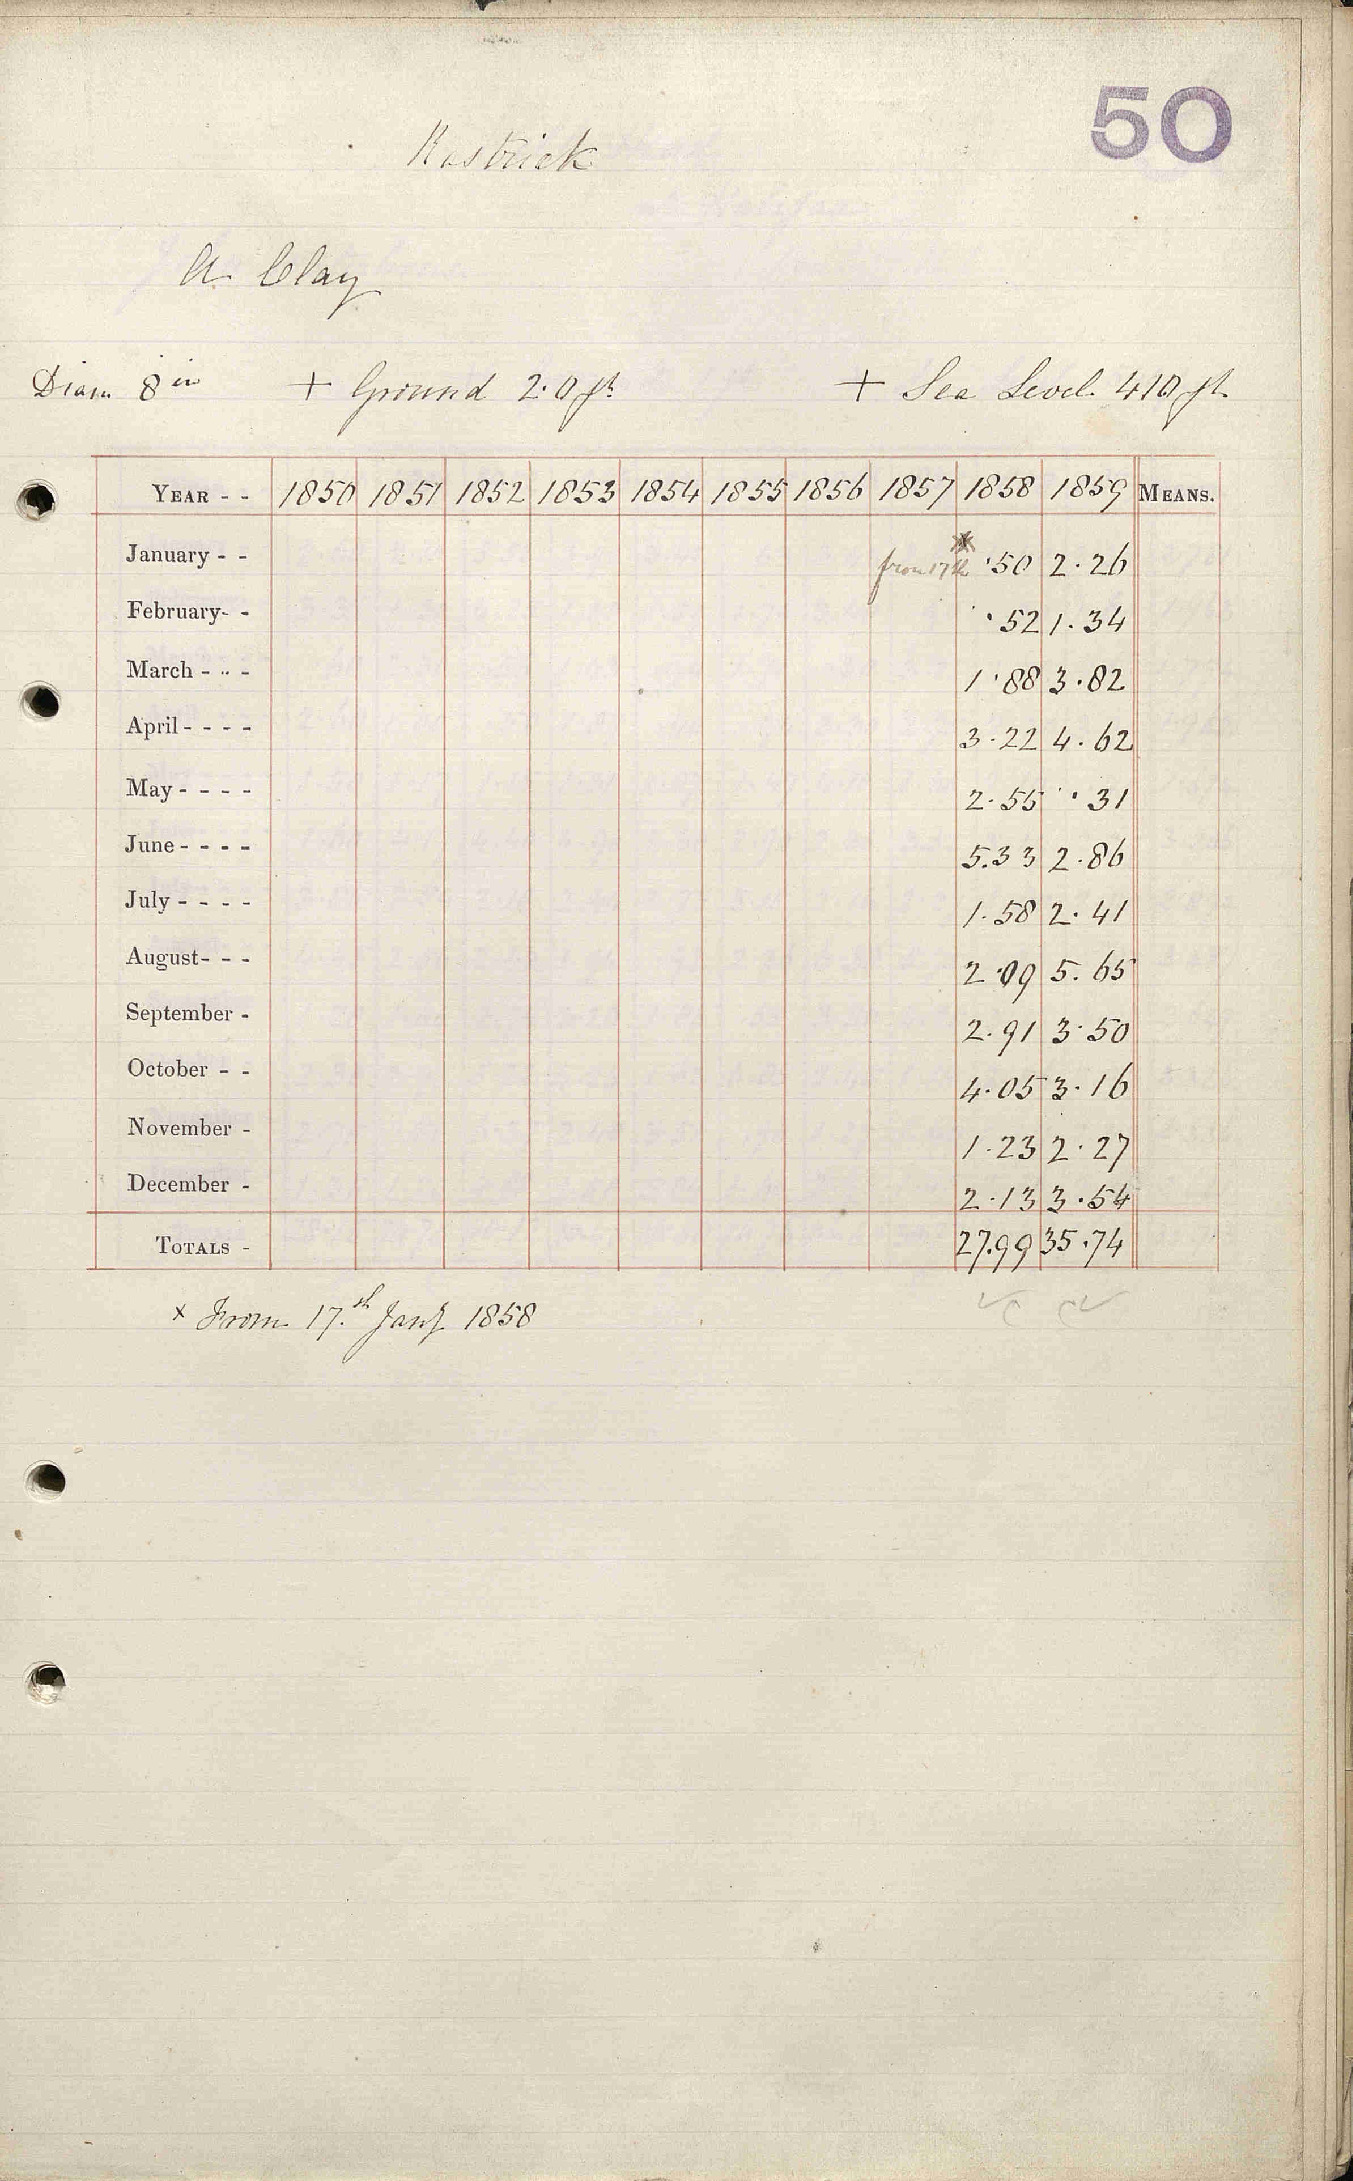 50
Rastrick
A. Clay
Diam 8 in + Ground 2.0 ft + Sea Level 410 ft
YEAR - - 1850 1851 1852 1853 1854 1855 1856 1857 1858 1859 MEANS.
January - - from 17th × ·50 2·26
February- - ·52 1·34
March - - - 1·88 3·82
April - - - - 3·22 4·62
May - - - - 2·55 ·31
June - - - - 5.33 2·86
July - - - - 1·58 2·41
August- - - 2·09 5.65
September - 2·91 3·50
October - - 4·05 3·16
November - 1·23 2·27
December - 2·13 3·54
TOTALS - 27.99 35·74
× From 17.th Jany 1858